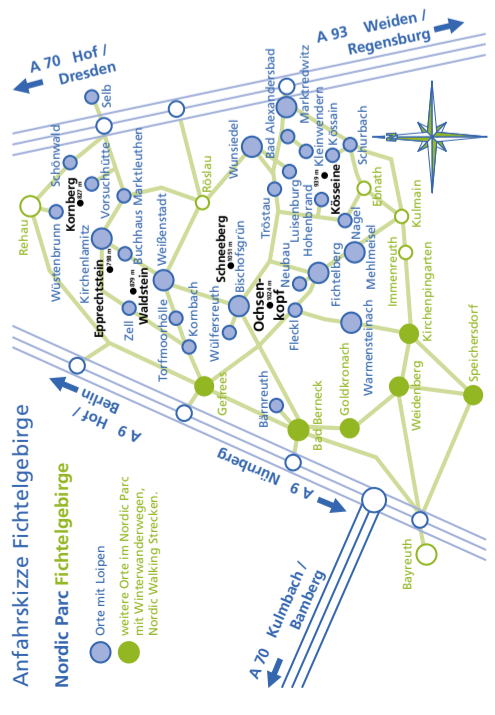 Anfahrskizze Fichtelgebirge
Nordic Parc Fichtelgebirge
Orte mit Loipen
weitere Orte im Nordic Parc
mit Winterwanderwegen,
Nordic Walking Strecken.
A 70 Hof /
Dresden
A 93 Weiden /
Regensburg
A 9 Hof /
Berlin
A 9 Nürnberg
A 70 Kulmbach /
Bamberg
N
Selb
Schönwald
Rehau
Wüstenbrunn
Kornberg
827 m
Vorsuchhütte
Marktleuthen
Kirchenlamitz
Buchhaus
Epprechtstein
798 m
Zell
879 m
Waldstein
Weißenstadt
Torfmoorhölle
Kornbach
Röslau
Wunsiedel
Schneeberg
1051 m
Bischofsgrün
Wülfersreuth
Ochsen-
kopf
1024 m
Tröstau
Bad Alexandersbad
Marktredwitz
Kleinwendern
Luisenburg
Hohenbrand
939 m
Kösseine
Kössain
Schurbach
Ebnath
Nagel
Mehlmeisel
Neubau
Fichtelberg
Fleckl
Warmensteinach
Immenreuth
Kulmain
Kirchenpingarten
Gefrees
Bärnreuth
Bad Berneck
Goldkronach
Weidenberg
Speichersdorf
Bayreuth